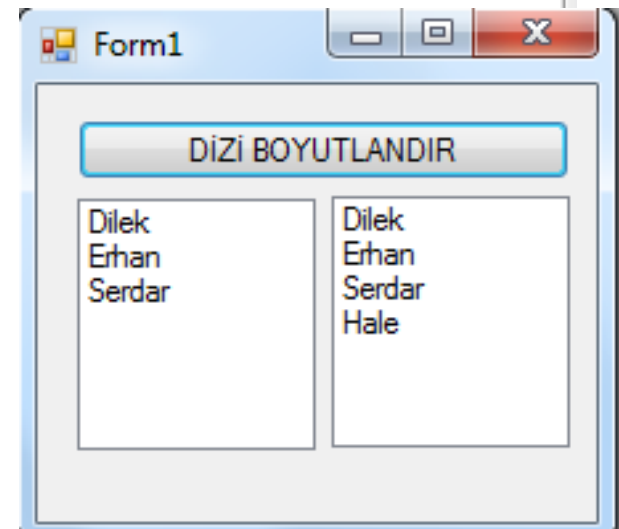 Form1
DİZİ BOYUTLANDIR
Dilek
Erhan
Serdar
Dilek
Erhan
Serdar
Hale